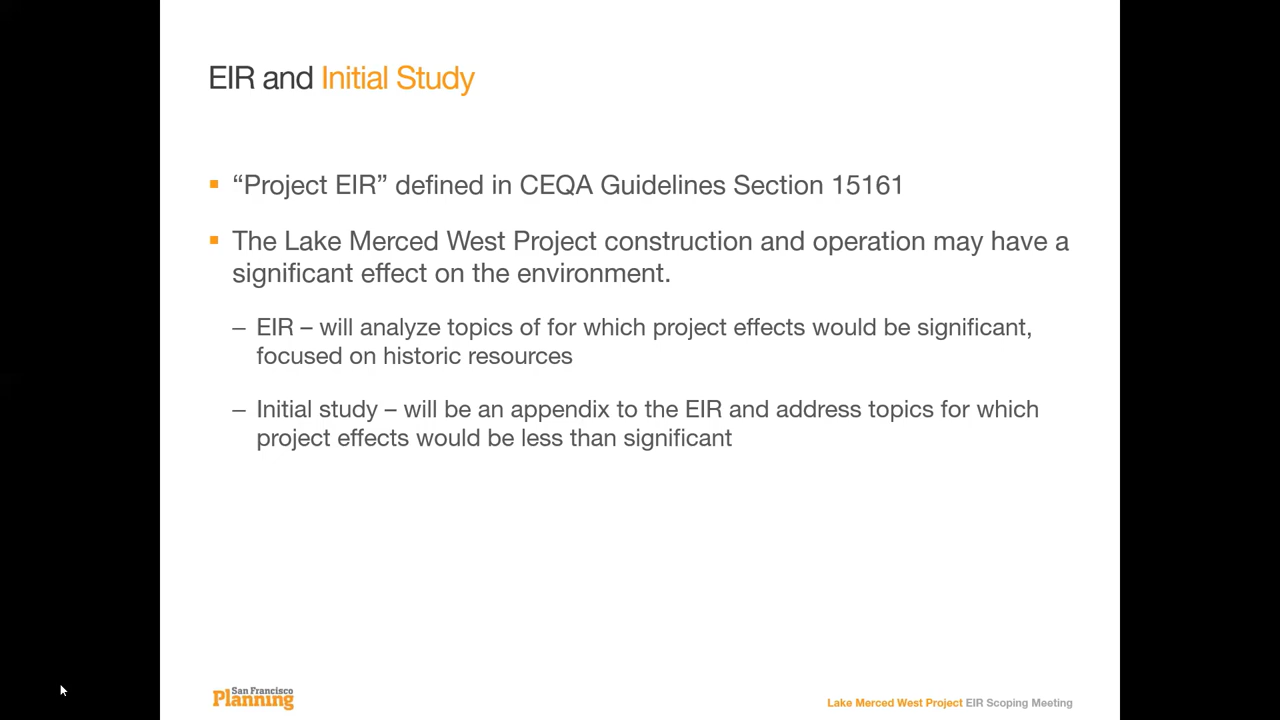 EIR and Initial Study
“Project EIR” defined in CEQA Guidelines Section 15161
The Lake Merced West Project construction and operation may have a
significant effect on the environment.
– EIR – will analyze topics of for which project effects would be significant,
focused on historic resources
– Initial study – will be an appendix to the EIR and address topics for which
project effects would be less than significant
San Francisco
Planning
Lake Merced West Project EIR Scoping Meeting